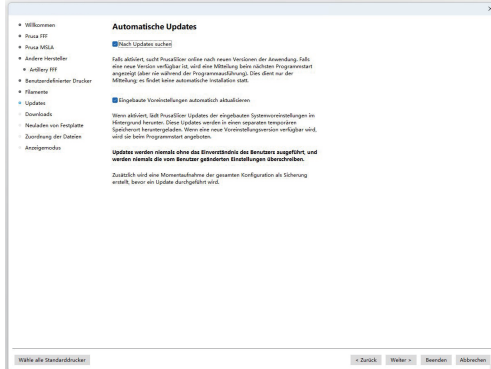 Willkommen
Prusa FFF
Prusa MSLA
Andere Hersteller
Artillery FFF
Benutzerdefinierter Drucker
Filamente
Updates
Downloads
Neuladen von Festplatte
Zuordnung der Dateien
Anzeigemodus
Automatische Updates
Nach Updates suchen
Falls aktiviert, sucht PrusaSlicer online nach neuen Versionen der Anwendung. Falls
eine neue Version verfügbar ist, wird eine Mitteilung beim nächsten Programmstart
angezeigt (aber nie während der Programmausführung). Dies dient nur der
Mitteilung; es findet keine automatische Installation statt.
Eingebaute Voreinstellungen automatisch aktualisieren
Wenn aktiviert, lädt PrusaSlicer Updates der eingebauten Systemvoreinstellungen im
Hintergrund herunter. Diese Updates werden in einen separaten temporären
Speicherort heruntergeladen. Wenn eine neue Voreinstellungsversion verfügbar wird,
wird sie beim Programmstart angeboten.
Updates werden niemals ohne das Einverständnis des Benutzers ausgeführt, und
werden niemals die vom Benutzer geänderten Einstellungen überschreiben.
Zusätzlich wird eine Momentaufnahme der gesamten Konfiguration als Sicherung
erstellt, bevor ein Update durchgeführt wird.
Wähle alle Standarddrucker
< Zurück
Weiter >
Beenden
Abbrechen